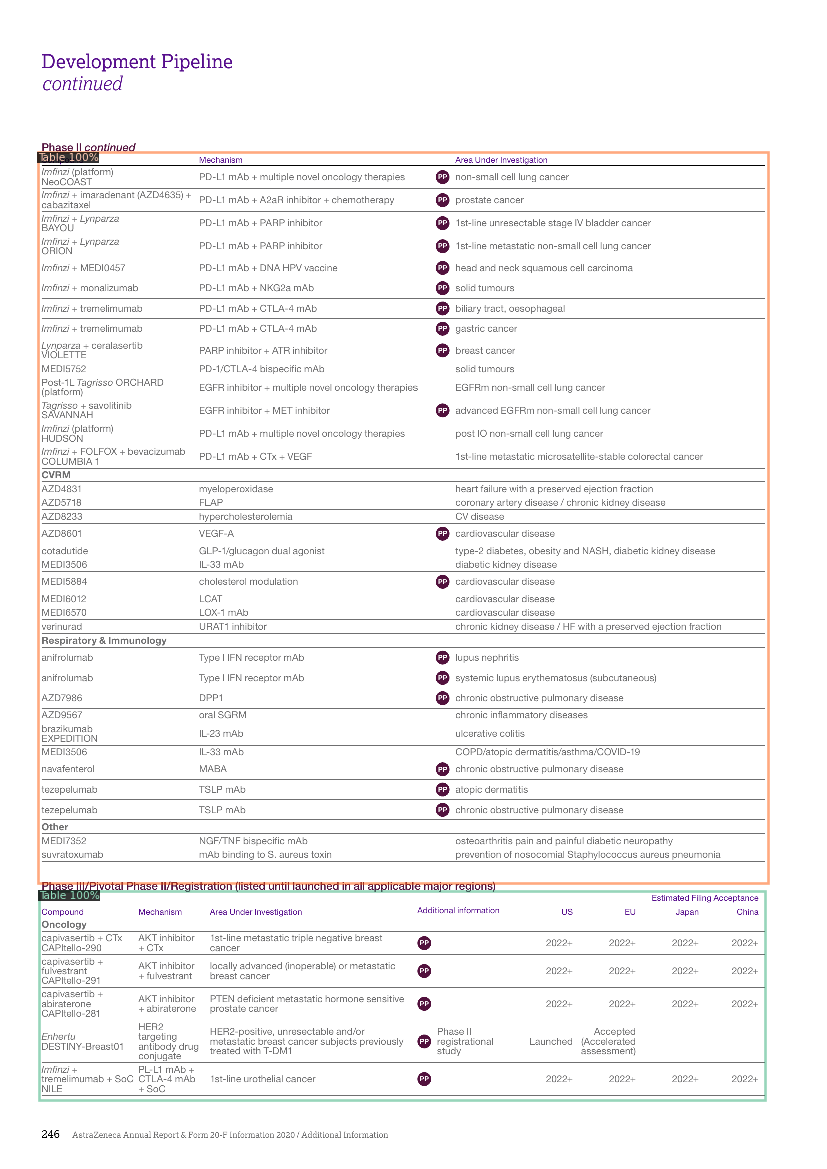 Development Pipeline
continued
Phase II continued
Table 100%
Mechanism Area Under Investigation
Imfinzi (platform)
NeoCOAST PD-L1 mAb + multiple novel oncology therapies PP non-small cell lung cancer
Imfinzi + imaradenant (AZD4635) +
cabazitaxel PD-L1 mAb + A2aR inhibitor + chemotherapy PP prostate cancer
Imfinzi + Lynparza
BAYOU PD-L1 mAb + PARP inhibitor PP 1st-line unresectable stage IV bladder cancer
Imfinzi + Lynparza
ORION PD-L1 mAb + PARP inhibitor PP 1st-line metastatic non-small cell lung cancer
Imfinzi + MEDI0457 PD-L1 mAb + DNA HPV vaccine PP head and neck squamous cell carcinoma
Imfinzi + monalizumab PD-L1 mAb + NKG2a mAb PP solid tumours
Imfinzi + tremelimumab PD-L1 mAb + CTLA-4 mAb PP biliary tract, oesophageal
Imfinzi + tremelimumab PD-L1 mAb + CTLA-4 mAb PP gastric cancer
Lynparza + ceralasertib
VIOLETTE PARP inhibitor + ATR inhibitor PP breast cancer
MEDI5752 PD-1/CTLA-4 bispecific mAb solid tumours
Post-1L Tagrisso ORCHARD
(platform) EGFR inhibitor + multiple novel oncology therapies EGFRm non-small cell lung cancer
Tagrisso + savolitinib
SAVANNAH EGFR inhibitor + MET inhibitor PP advanced EGFRm non-small cell lung cancer
Imfinzi (platform)
HUDSON PD-L1 mAb + multiple novel oncology therapies post IO non-small cell lung cancer
Imfinzi + FOLFOX + bevacizumab
COLUMBIA 1 PD-L1 mAb + CTx + VEGF 1st-line metastatic microsatellite-stable colorectal cancer
CVRM
AZD4831 myeloperoxidase heart failure with a preserved ejection fraction
AZD5718 FLAP coronary artery disease / chronic kidney disease
AZD8233 hypercholesterolemia CV disease
AZD8601 VEGF-A PP cardiovascular disease
cotadutide GLP-1/glucagon dual agonist type-2 diabetes, obesity and NASH, diabetic kidney disease
MEDI3506 IL-33 mAb diabetic kidney disease
MEDI5884 cholesterol modulation PP cardiovascular disease
MEDI6012 LCAT cardiovascular disease
MEDI6570 LOX-1 mAb cardiovascular disease
verinurad URAT1 inhibitor chronic kidney disease / HF with a preserved ejection fraction
Respiratory & Immunology
anifrolumab Type I IFN receptor mAb PP lupus nephritis
anifrolumab Type I IFN receptor mAb PP systemic lupus erythematosus (subcutaneous)
AZD7986 DPP1 PP chronic obstructive pulmonary disease
AZD9567 oral SGRM chronic inflammatory diseases
brazikumab
EXPEDITION IL-23 mAb ulcerative colitis
MEDI3506 IL-33 mAb COPD/atopic dermatitis/asthma/COVID-19
navafenterol MABA PP chronic obstructive pulmonary disease
tezepelumab TSLP mAb PP atopic dermatitis
tezepelumab TSLP mAb PP chronic obstructive pulmonary disease
Other
MEDI7352 NGF/TNF bispecific mAb osteoarthritis pain and painful diabetic neuropathy
suvratoxumab mAb binding to S. aureus toxin prevention of nosocomial Staphylococcus aureus pneumonia
Phase III/Pivotal Phase II/Registration (listed until launched in all applicable major regions)
Table 100%
Estimated Filing Acceptance
Compound Mechanism Area Under Investigation Additional information US EU Japan China
Oncology
capivasertib + CTx AKT inhibitor 1st-line metastatic triple negative breast
CAPItello-290 + CTx cancer PP 2022+ 2022+ 2022+ 2022+
capivasertib +
fulvestrant AKT inhibitor locally advanced (inoperable) or metastatic
CAPItello-291 + fulvestrant breast cancer PP 2022+ 2022+ 2022+ 2022+
capivasertib +
abiraterone AKT inhibitor PTEN deficient metastatic hormone sensitive
CAPItello-281 + abiraterone prostate cancer PP 2022+ 2022+ 2022+ 2022+
HER2
Enhertu targeting HER2-positive, unresectable and/or Phase II Accepted
DESTINY-Breast01 antibody drug metastatic breast cancer subjects previously PP registrational Launched (Accelerated
conjugate treated with T-DM1 study assessment)
Imfinzi + PL-L1 mAb +
tremelimumab + SoC CTLA-4 mAb 1st-line urothelial cancer PP 2022+ 2022+ 2022+ 2022+
NILE + SoC
246 AstraZeneca Annual Report & Form 20-F Information 2020 / Additional Information